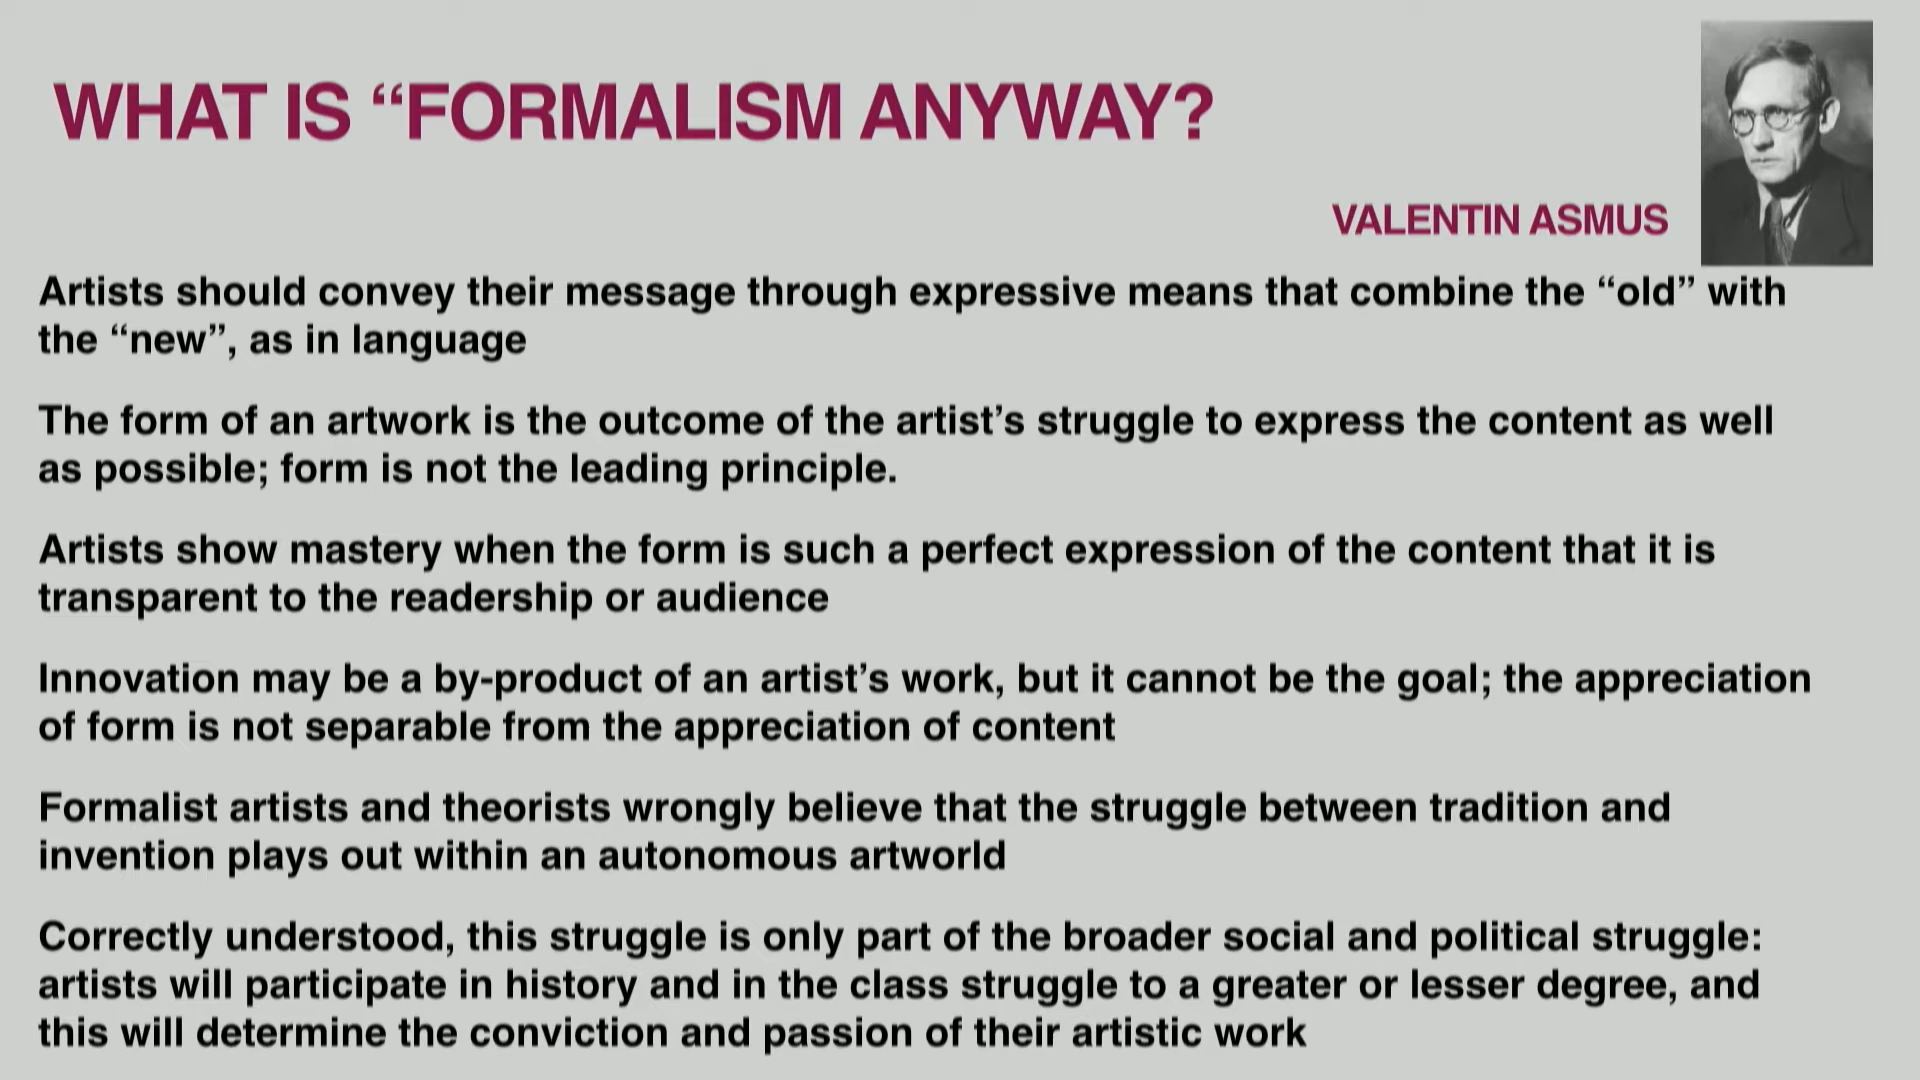 WHAT IS “FORMALISM ANYWAY?
VALENTIN ASMUS
Artists should convey their message through expressive means that combine the “old” with
the “new”, as in language
The form of an artwork is the outcome of the artist’s struggle to express the content as well
as possible; form is not the leading principle.
Artists show mastery when the form is such a perfect expression of the content that it is
transparent to the readership or audience
Innovation may be a by-product of an artist’s work, but it cannot be the goal; the appreciation
of form is not separable from the appreciation of content
Formalist artists and theorists wrongly believe that the struggle between tradition and
invention plays out within an autonomous artworld
Correctly understood, this struggle is only part of the broader social and political struggle:
artists will participate in history and in the class struggle to a greater or lesser degree, and
this will determine the conviction and passion of their artistic work